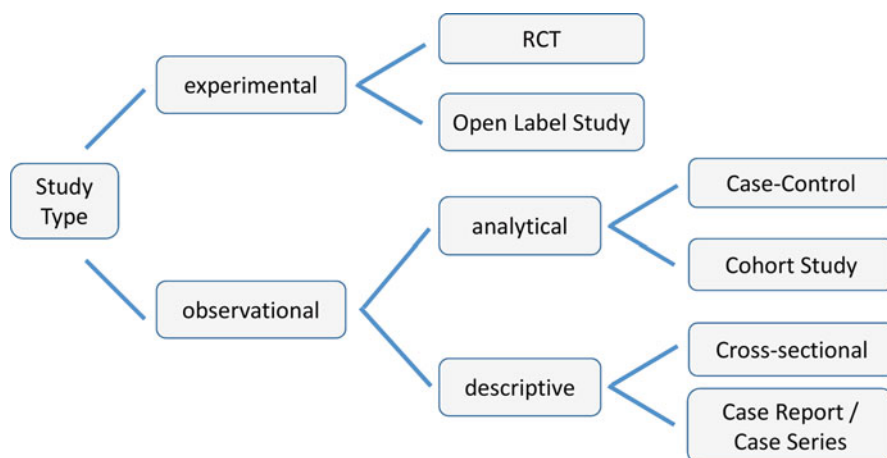 RCT
experimental
Open Label Study
Study
Type
Case-Control
analytical
Cohort Study
observational
Cross-sectional
descriptive
Case Report /
Case Series